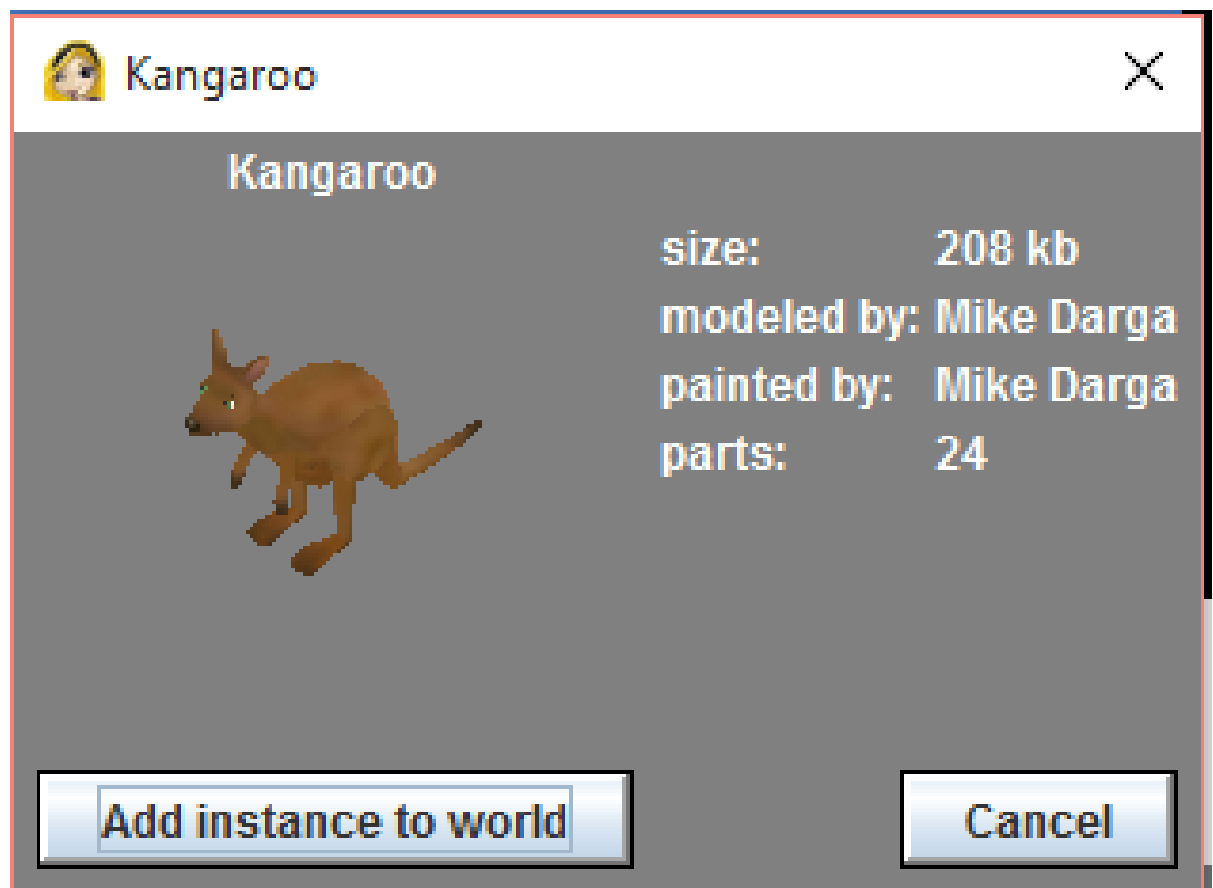 Kangaroo
Kangaroo
size: 208 kb
modeled by: Mike Darga
painted by: Mike Darga
parts: 24
Add instance to world
Cancel